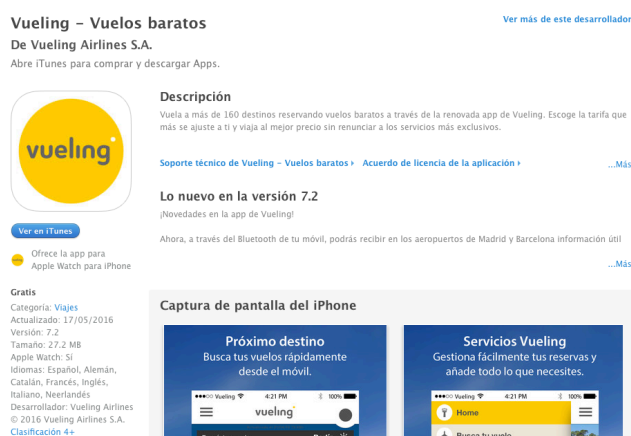 Vueling – Vuelos baratos
Ver más de este desarrollador
De Vueling Airlines S.A.
Abre iTunes para comprar y descargar Apps.
vueling
Ver en iTunes
vueling
Ofrece la app para
Apple Watch para iPhone
Gratis
Categoría: Viajes
Actualizado: 17/05/2016
Versión: 7.2
Tamaño: 27.2 MB
Apple Watch: Sí
Idiomas: Español, Alemán,
Catalán, Francés, Inglés,
Italiano, Neerlandés
Desarrollador: Vueling Airlines
© 2016 Vueling Airlines S.A.
Clasificación 4+
Descripción
Vuela a más de 160 destinos reservando vuelos baratos a través de la renovada app de Vueling. Escoge la tarifa que
más se ajuste a ti y viaja al mejor precio sin renunciar a los servicios más exclusivos.
Soporte técnico de Vueling – Vuelos baratos Acuerdo de licencia de la aplicación
...Más
Lo nuevo en la versión 7.2
¡Novedades en la app de Vueling!
Ahora, a través del Bluetooth de tu móvil, podrás recibir en los aeropuertos de Madrid y Barcelona información útil
...Más
Captura de pantalla del iPhone
Próximo destino
Busca tus vuelos rápidamente
desde el móvil.
Vueling 4:21 PM 100%
vueling
Servicios Vueling
Gestiona fácilmente tus reservas y
añade todo lo que necesites.
Vueling 4:21 PM 100%
Home
Busca tu vuelo